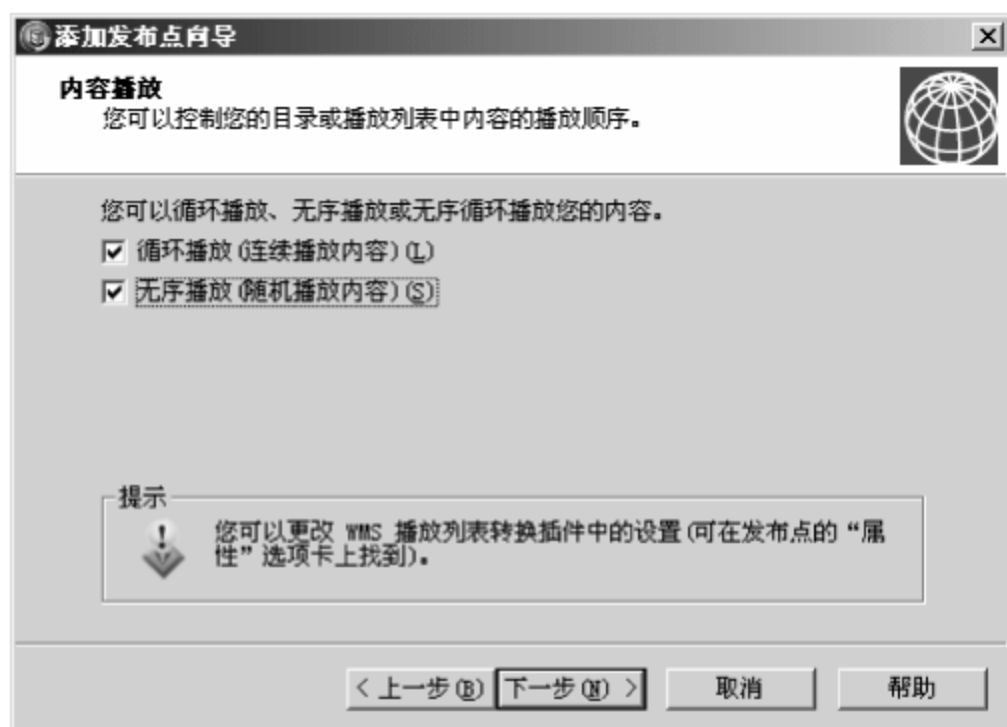 添加发布点向导
内容播放
您可以控制您的目录或播放列表中内容的播放顺序。
您可以循环播放、无序播放或无序循环播放您的内容。
循环播放(连续播放内容)(L)
无序播放(随机播放内容)(S)
提示
您可以更改 WMS 播放列表转换插件中的设置(可在发布点的“属
性”选项卡上找到)。
< 上一步(B)
下一步(N) >
取消
帮助